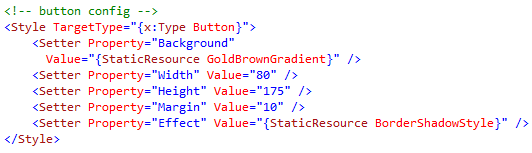 <!-- button config -->
<Style TargetType="{x:Type Button}">
    <Setter Property="Background"
      Value="{StaticResource GoldBrownGradient}" />
    <Setter Property="Width" Value="80" />
    <Setter Property="Height" Value="175" />
    <Setter Property="Margin" Value="10" />
    <Setter Property="Effect" Value="{StaticResource BorderShadowStyle}" />
</Style>